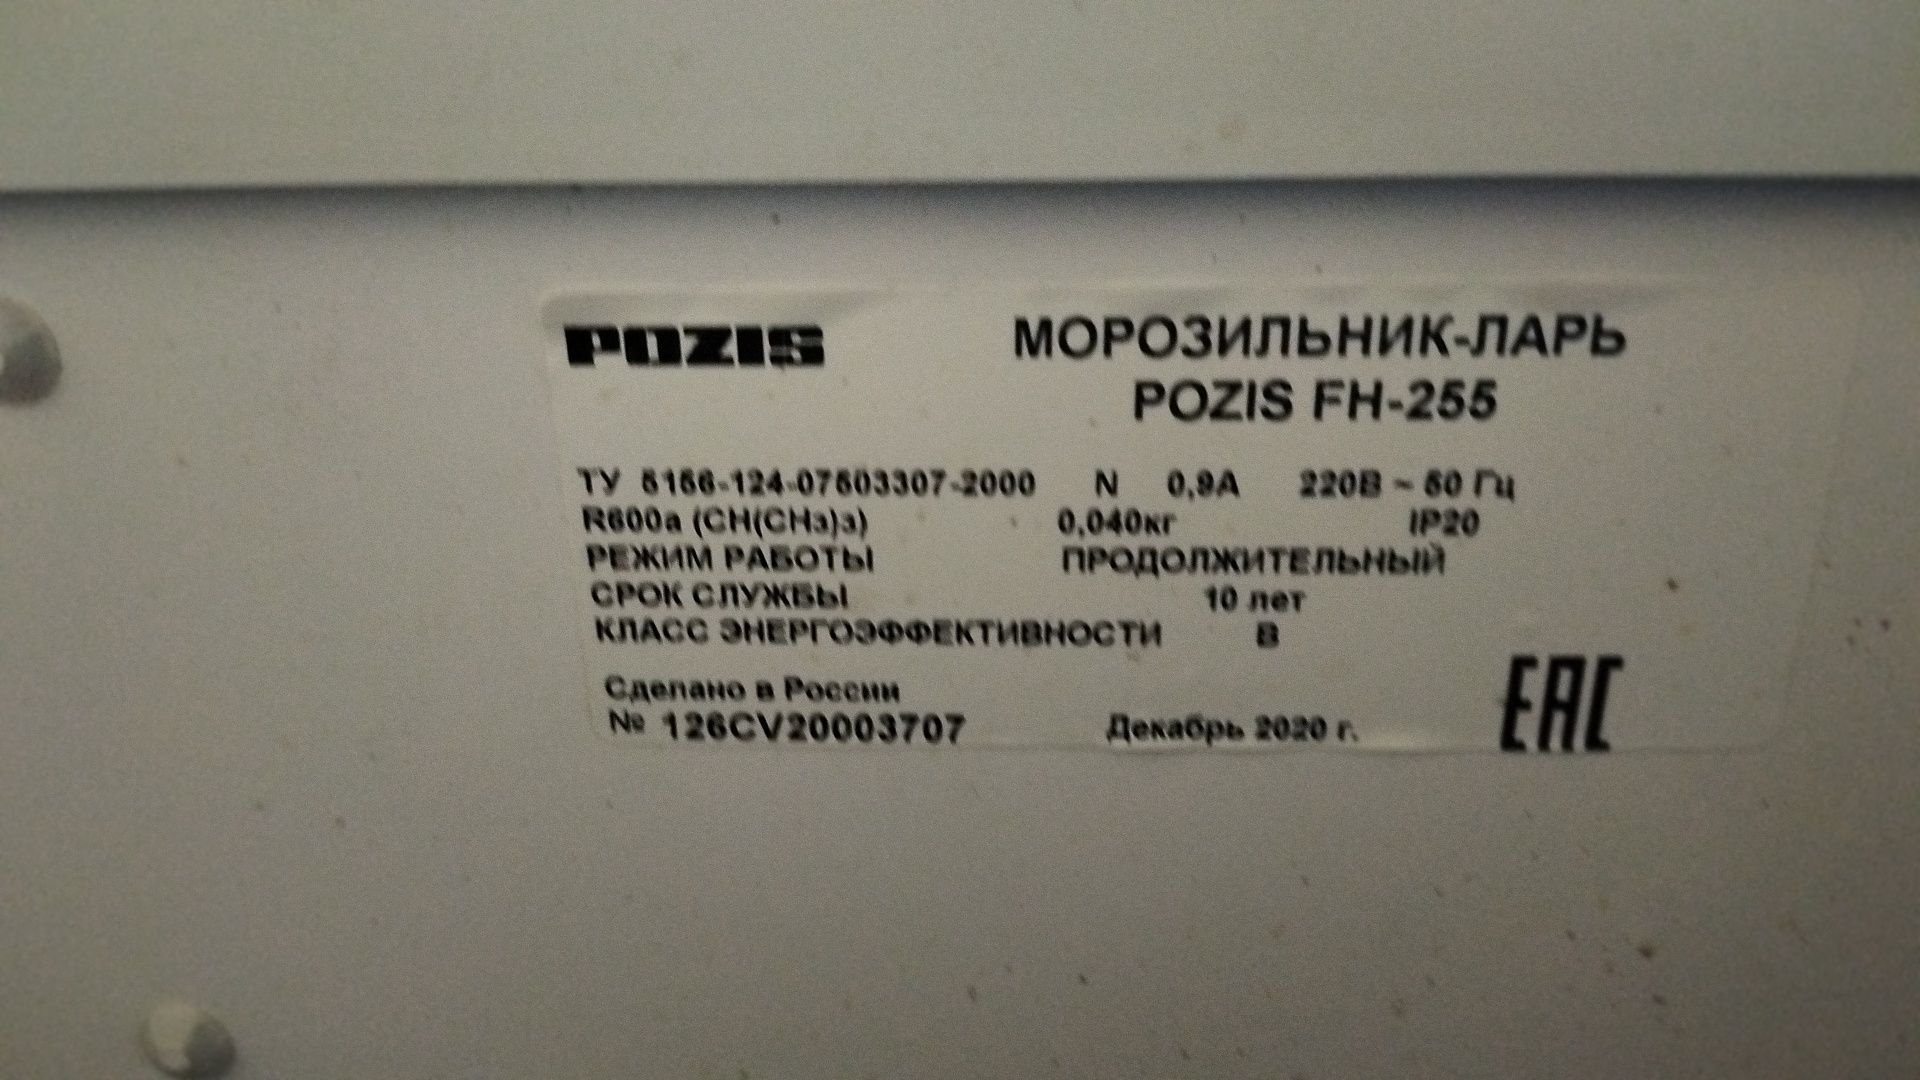 POZIS
МОРОЗИЛЬНИК-ЛАРЬ
POZIS FH-255
ТУ 5156-124-07503307-2000 N 0,9А 220В ~ 50 Гц
R600a (CH(CH₃)₃) 0,040кг IP20
РЕЖИМ РАБОТЫ ПРОДОЛЖИТЕЛЬНЫЙ
СРОК СЛУЖБЫ 10 лет
КЛАСС ЭНЕРГОЭФФЕКТИВНОСТИ В
Сделано в России
№ 126CV20003707 Декабрь 2020 г.
EAC